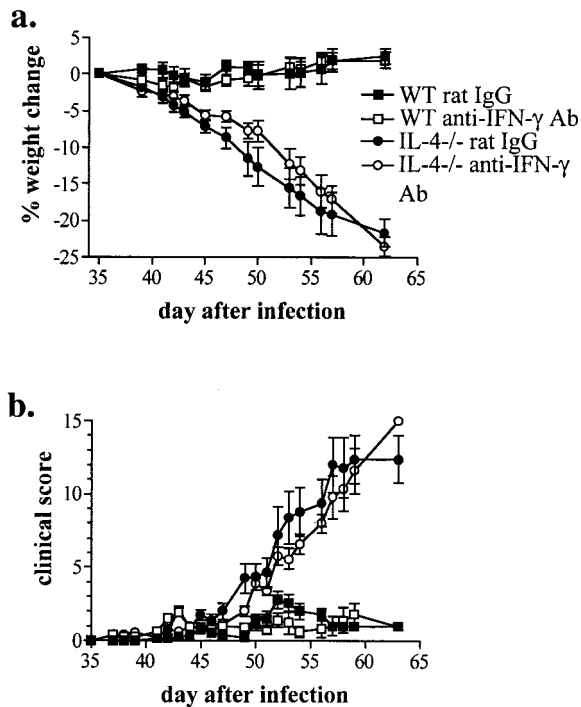 a.
5
0
-5
-10
-15
-20
-25
% weight change
35 40 45 50 55 60 65
day after infection
WT rat IgG
WT anti-IFN-γ Ab
IL-4-/- rat IgG
IL-4-/- anti-IFN-γ
Ab
b.
15
10
5
0
clinical score
35 40 45 50 55 60 65
day after infection